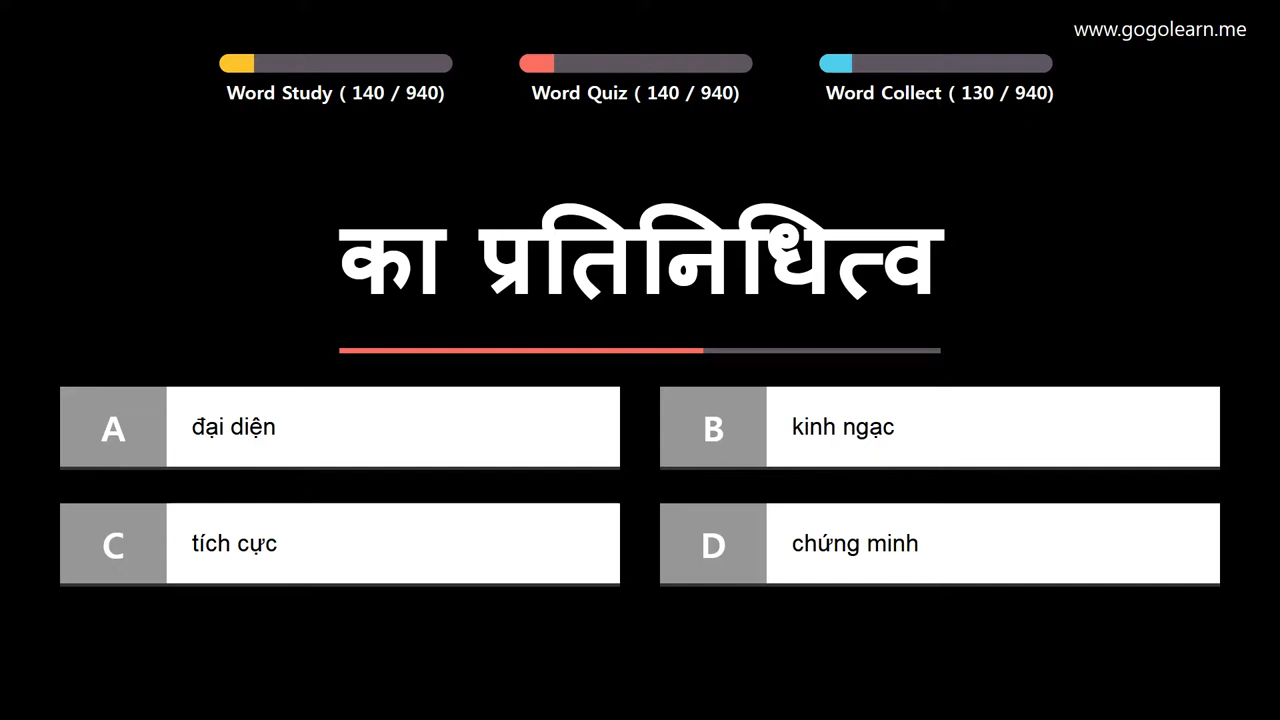 www.gogolearn.me
Word Study ( 140 / 940)
Word Quiz ( 140 / 940)
Word Collect ( 130 / 940)
का प्रतिनिधित्व
A đại diện
B kinh ngạc
C tích cực
D chứng minh